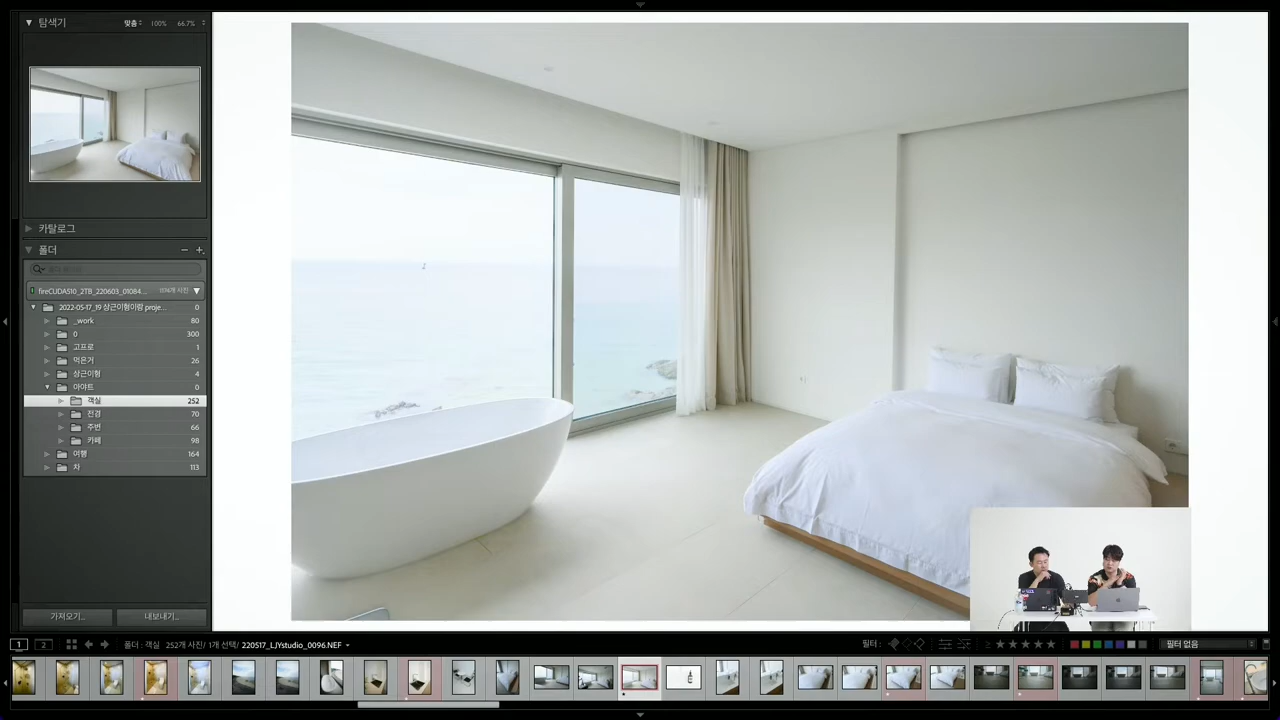 탐색기
맞춤 100% 66.7%
카탈로그
폴더
fireCUDA510_2TB_220603_01084...
2022-05-17_19 상근이형이랑 proje... 0
_work 80
0 300
고프로 1
먹은거 26
상근이형 4
마야트 0
객실 252
전경 70
주변 66
카페 98
여행 164
차 113
가져오기... 내보내기...
1 2 폴더 : 객실 252개 사진/ 1개 선택/ 220517_LJYstudio_0096.NEF 필터 : 필터 없음